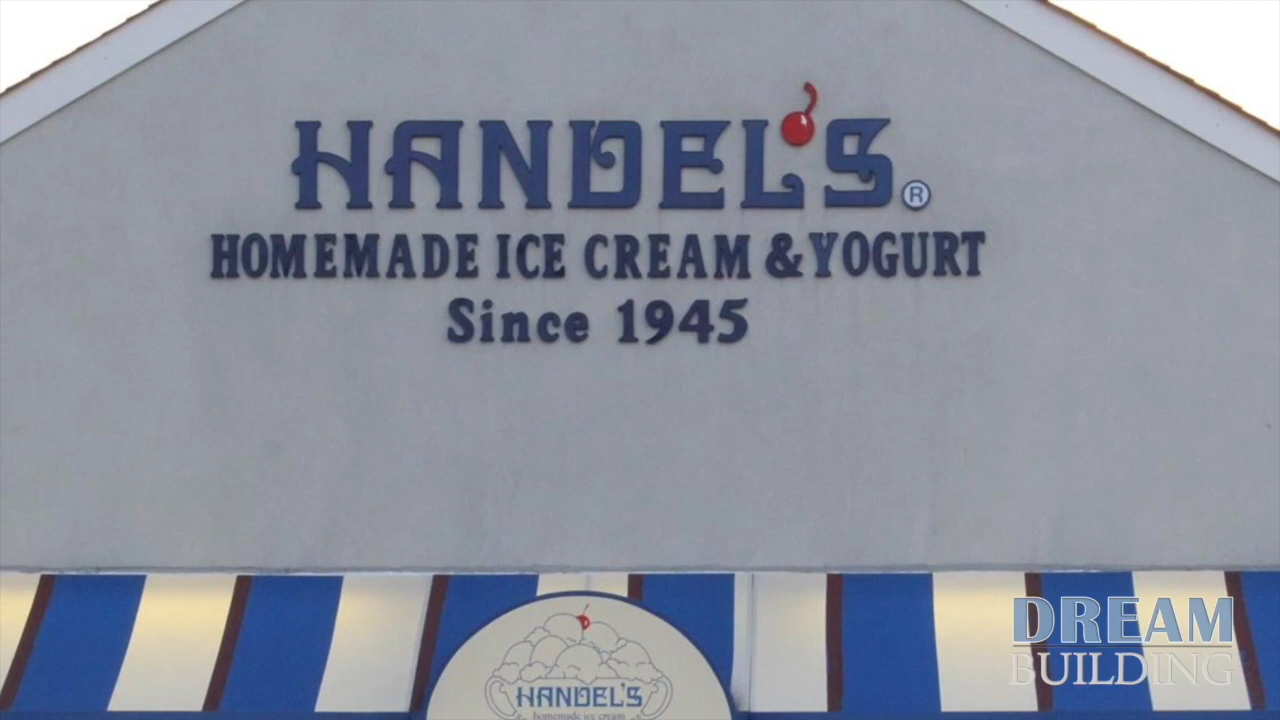 HANDEL'S ®
HOMEMADE ICE CREAM & YOGURT
Since 1945
HANDEL'S
homemade ice cream
DREAM
BUILDING